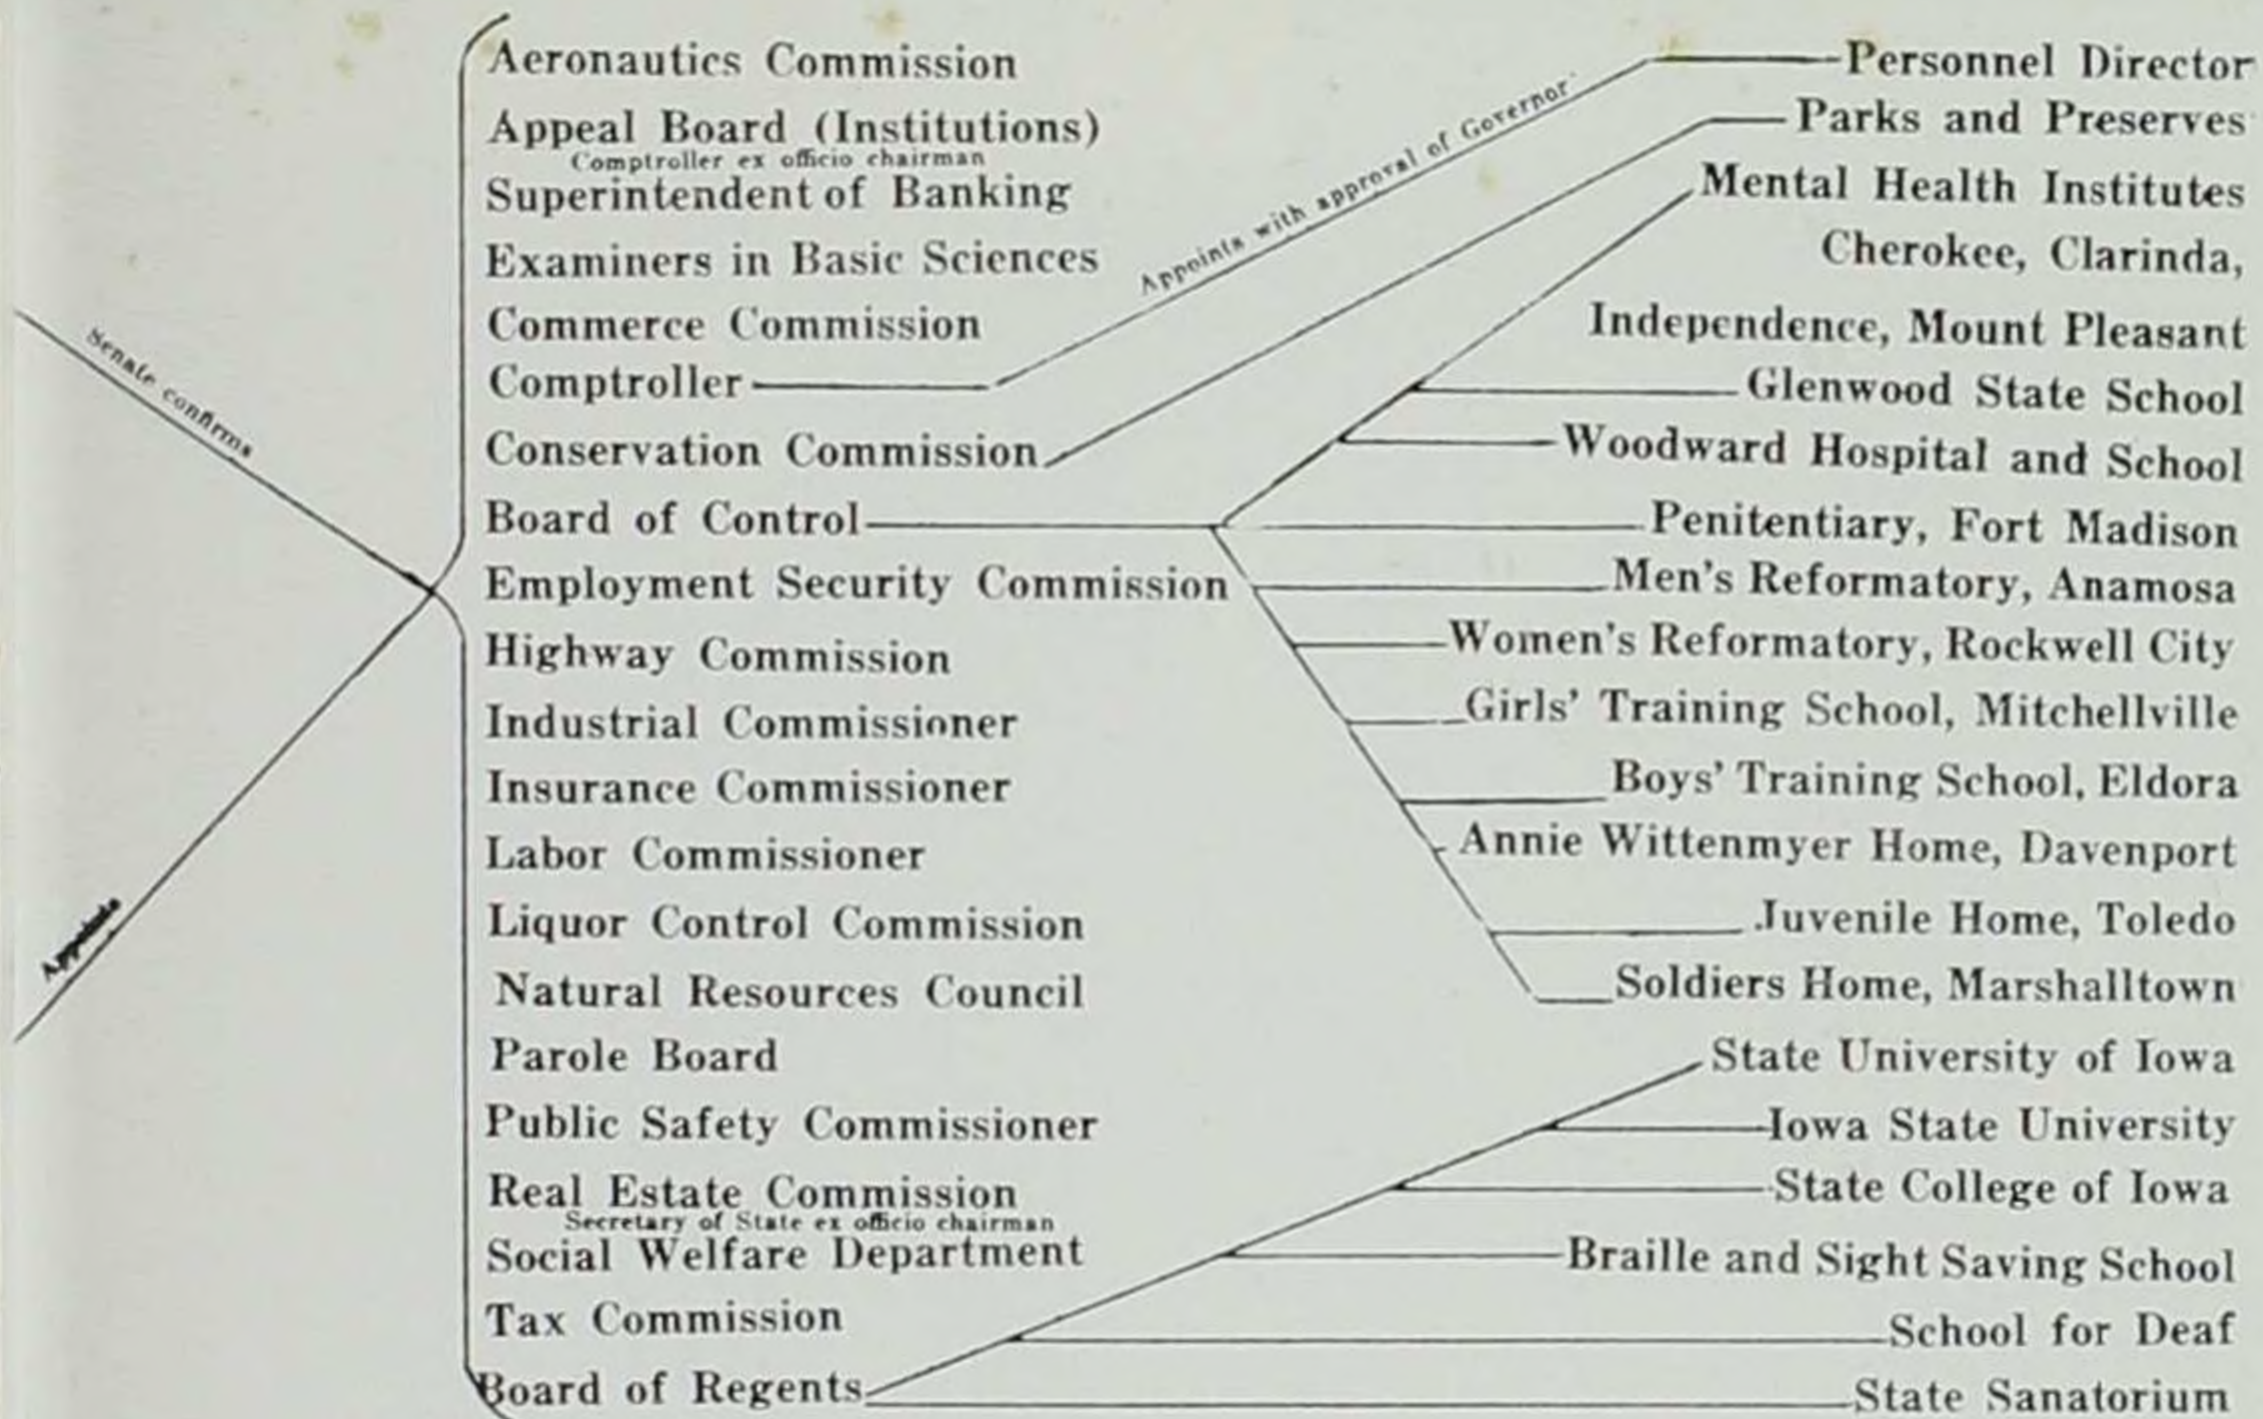 Senate confirms
Appoints
Aeronautics Commission
Appeal Board (Institutions)
Comptroller ex officio chairman
Superintendent of Banking
Examiners in Basic Sciences
Commerce Commission
Comptroller
Conservation Commission
Board of Control
Employment Security Commission
Highway Commission
Industrial Commissioner
Insurance Commissioner
Labor Commissioner
Liquor Control Commission
Natural Resources Council
Parole Board
Public Safety Commissioner
Real Estate Commission
Secretary of State ex officio chairman
Social Welfare Department
Tax Commission
Board of Regents
Appoints with approval of Governor
Personnel Director
Parks and Preserves
Mental Health Institutes
Cherokee, Clarinda,
Independence, Mount Pleasant
Glenwood State School
Woodward Hospital and School
Penitentiary, Fort Madison
Men's Reformatory, Anamosa
Women's Reformatory, Rockwell City
Girls' Training School, Mitchellville
Boys' Training School, Eldora
Annie Wittenmyer Home, Davenport
Juvenile Home, Toledo
Soldiers Home, Marshalltown
State University of Iowa
Iowa State University
State College of Iowa
Braille and Sight Saving School
School for Deaf
State Sanatorium